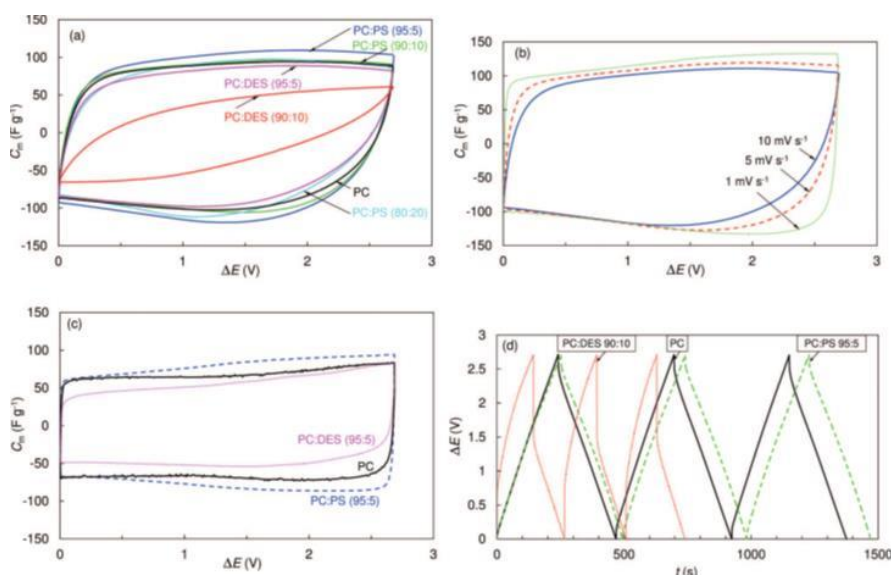 (a)
PC:PS (95:5)
PC:PS (90:10)
PC:DES (95:5)
PC:DES (90:10)
PC
PC:PS (80:20)
150
100
50
0
-50
-100
-150
Cm (F g⁻¹)
0
1
2
3
ΔE (V)
(b)
10 mV s⁻¹
5 mV s⁻¹
1 mV s⁻¹
150
100
50
0
-50
-100
-150
Cm (F g⁻¹)
0
1
2
3
ΔE (V)
(c)
PC:DES (95:5)
PC
PC:PS (95:5)
150
100
50
0
-50
-100
-150
Cm (F g⁻¹)
0
1
2
3
ΔE (V)
(d)
PC:DES 90:10
PC
PC:PS 95:5
3
2.5
2
1.5
1
0.5
0
ΔE (V)
0
500
1000
1500
t (s)